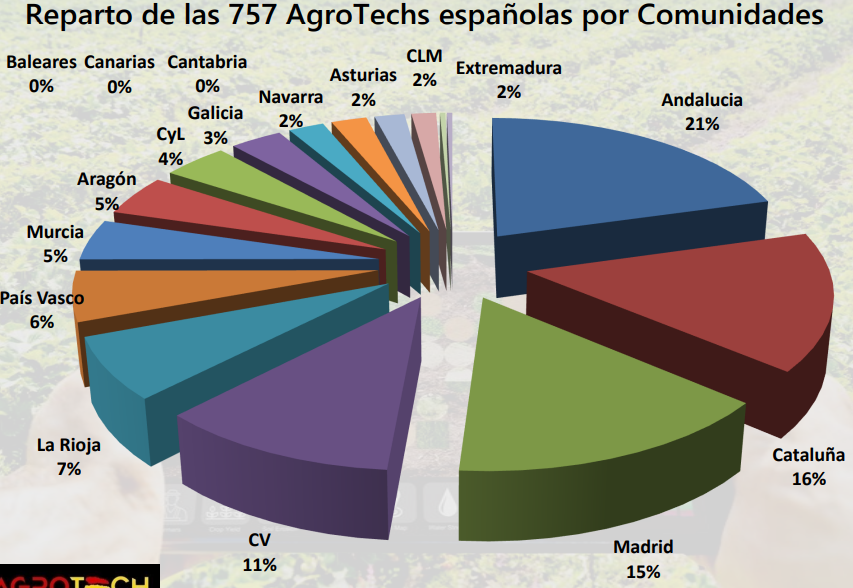 Reparto de las 757 AgroTechs españolas por Comunidades
Baleares
0%
Canarias
0%
Cantabria
0%
Galicia
3%
Navarra
2%
Asturias
2%
CLM
2%
Extremadura
2%
Andalucia
21%
CyL
4%
Aragón
5%
Murcia
5%
País Vasco
6%
La Rioja
7%
CV
11%
Madrid
15%
Cataluña
16%
AGROTECH